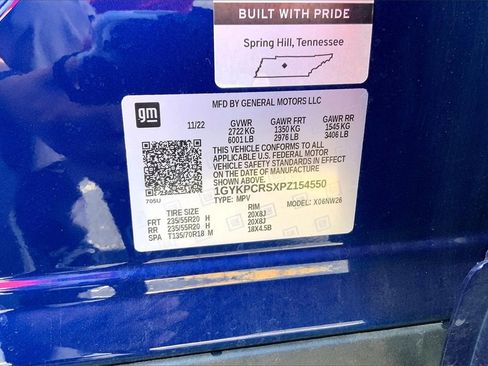 BUILT WITH PRIDE
Spring Hill, Tennessee
gm
MFD BY GENERAL MOTORS LLC
11/22 GVWR GAWR FRT GAWR RR
2722 KG 1350 KG 1545 KG
6001 LB 2976 LB 3406 LB
THIS VEHICLE CONFORMS TO ALL
APPLICABLE U.S. FEDERAL MOTOR
VEHICLE SAFETY STANDARDS IN EFFECT
ON THE DATE OF MANUFACTURE
SHOWN ABOVE.
1GYKPCRSXPZ154550
705U TYPE: MPV MODEL: X06NW26
TIRE SIZE RIM
FRT 235/55R20 H 20X8J
RR 235/55R20 H 20X8J
SPA T135/70R18 M 18X4.5B